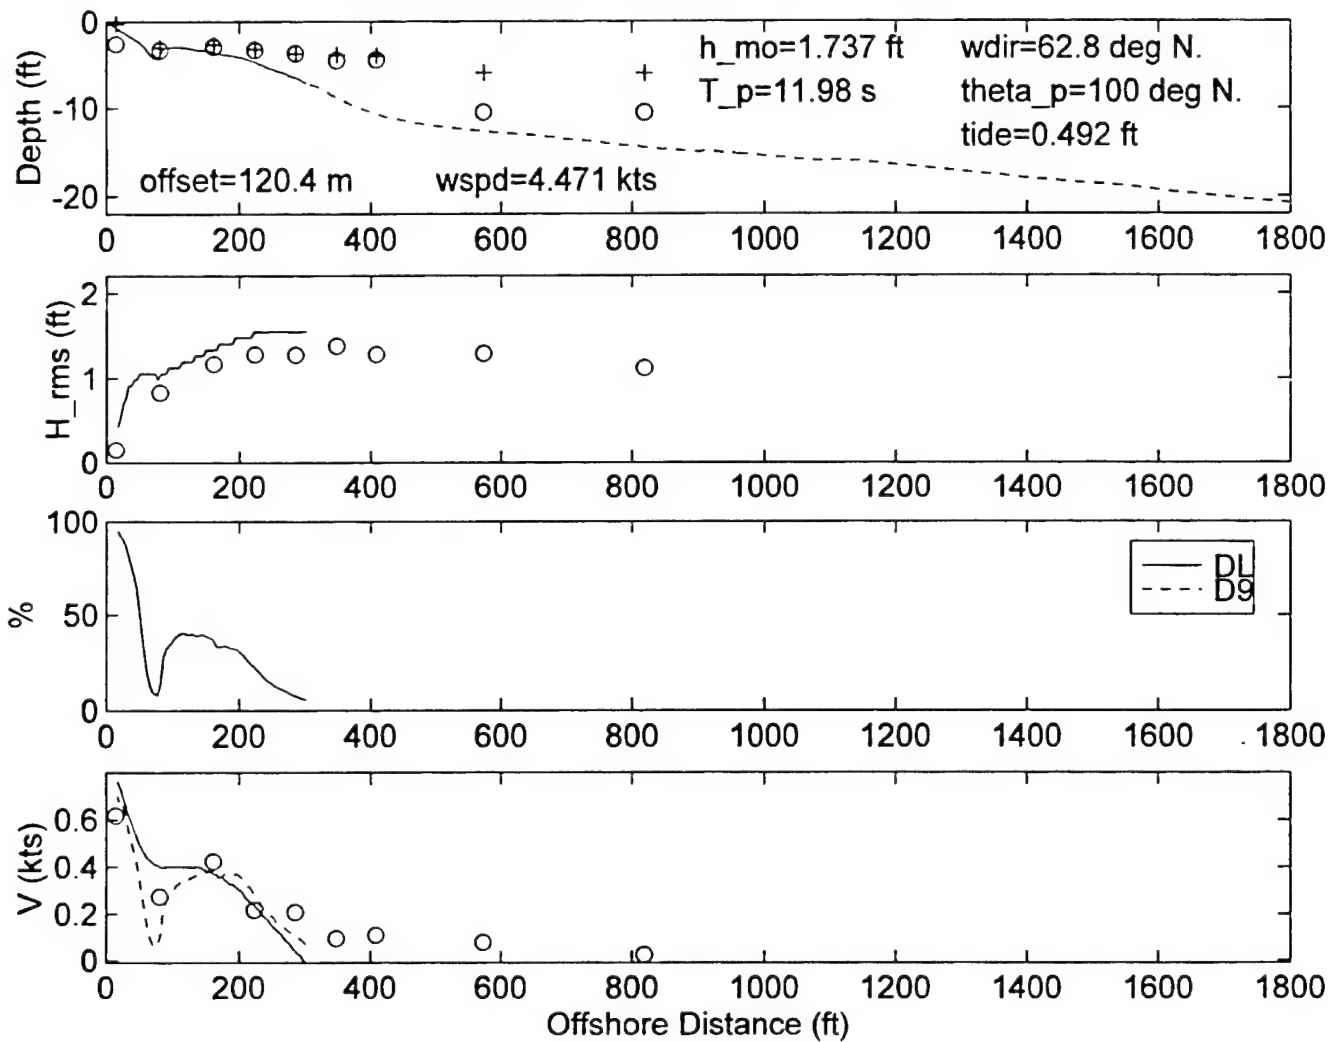 h_mo=1.737 ft wdir=62.8 deg N.
T_p=11.98 s theta_p=100 deg N.
tide=0.492 ft
offset=120.4 m wspd=4.471 kts
Depth (ft)
0
-10
-20
0 200 400 600 800 1000 1200 1400 1600 1800
H_rms (ft)
2
1
0
0 200 400 600 800 1000 1200 1400 1600 1800
%
100
50
0
DL
D9
0 200 400 600 800 1000 1200 1400 1600 1800
V (kts)
0.6
0.4
0.2
0
0 200 400 600 800 1000 1200 1400 1600 1800
Offshore Distance (ft)